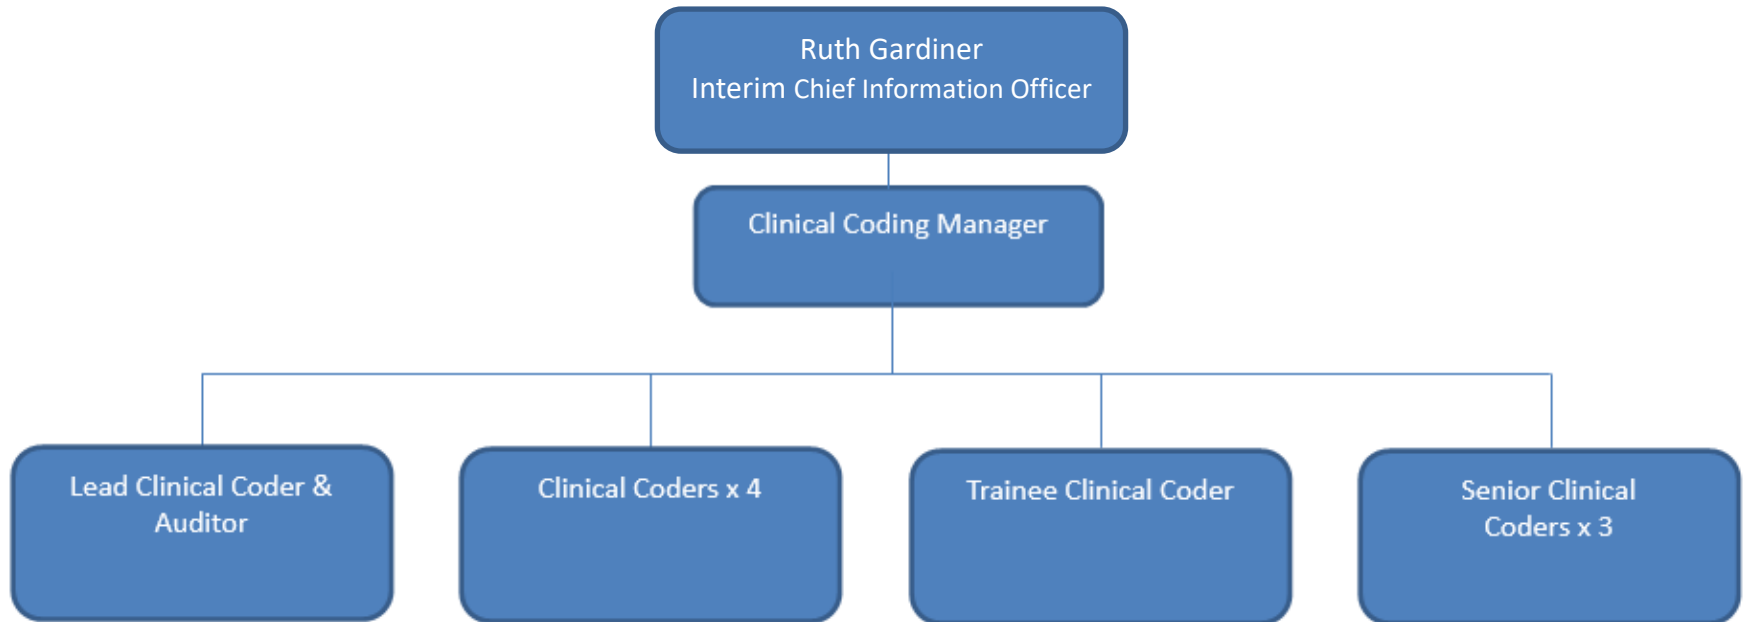 Ruth Gardiner
Interim Chief Information Officer
Clinical Coding Manager
Lead Clinical Coder &
Auditor
Clinical Coders x 4
Trainee Clinical Coder
Senior Clinical
Coders x 3